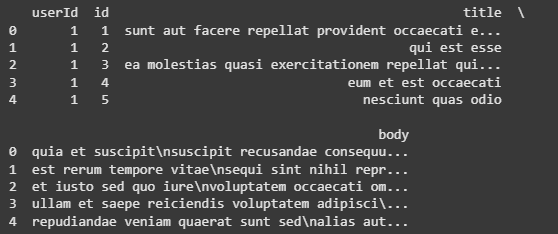 userId id title \
0 1 1 sunt aut facere repellat provident occaecati e...
1 1 2 qui est esse
2 1 3 ea molestias quasi exercitationem repellat qui...
3 1 4 eum et est occaecati
4 1 5 nesciunt quas odio
body
0 quia et suscipit\nsuscipit recusandae consequu...
1 est rerum tempore vitae\nsequi sint nihil repr...
2 et iusto sed quo iure\nvoluptatem occaecati om...
3 ullam et saepe reiciendis voluptatem adipisci\...
4 repudiandae veniam quaerat sunt sed\nalias aut...